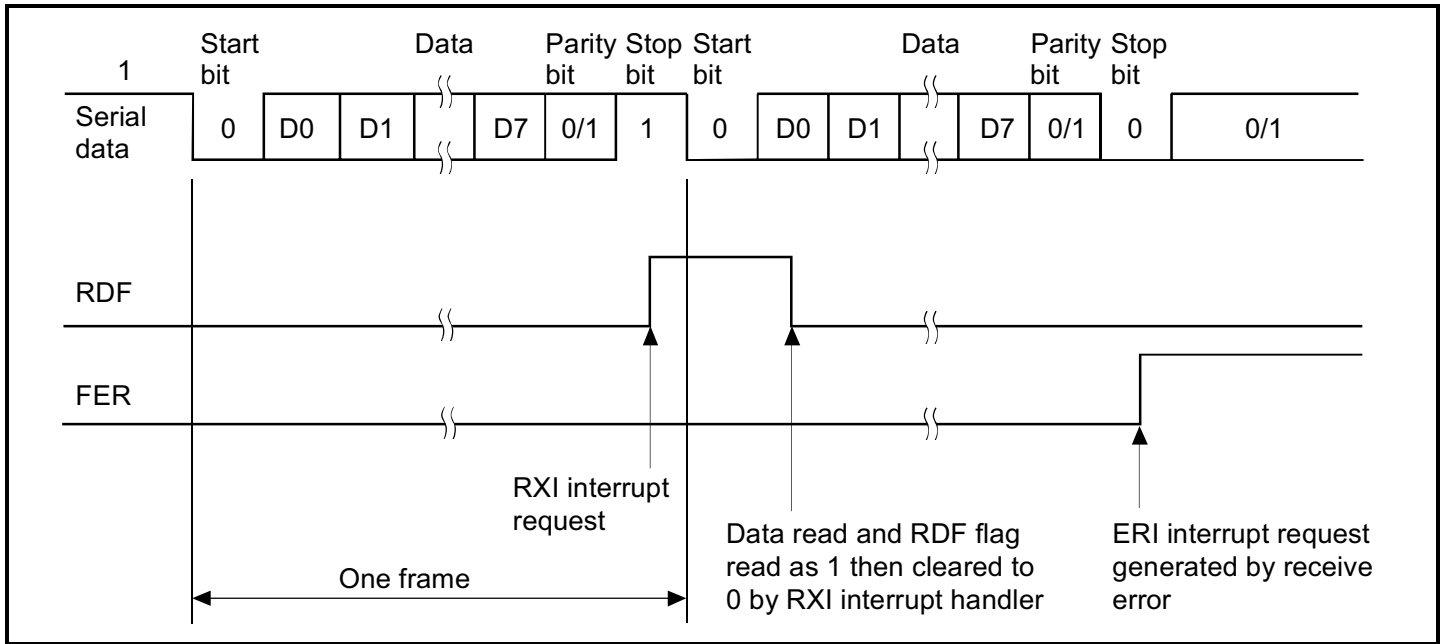 Start Data Parity Stop Start Data Parity Stop
1 bit bit bit bit bit bit
Serial
data
0 D0 D1 D7 0/1 1 0 D0 D1 D7 0/1 0 0/1
RDF
FER
RXI interrupt
request
Data read and RDF flag
read as 1 then cleared to
0 by RXI interrupt handler
ERI interrupt request
generated by receive
error
One frame